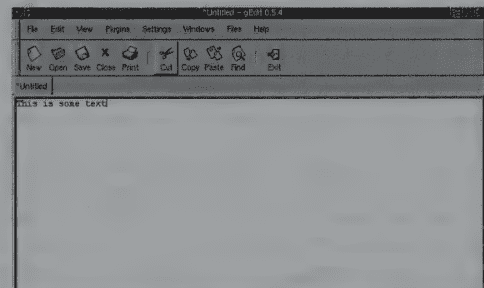 *Untitled - gEdit 0.5.4
File Edit View Plugins Settings Windows Files Help
New Open Save Close Print Cut Copy Paste Find Exit
*Untitled
This is some text